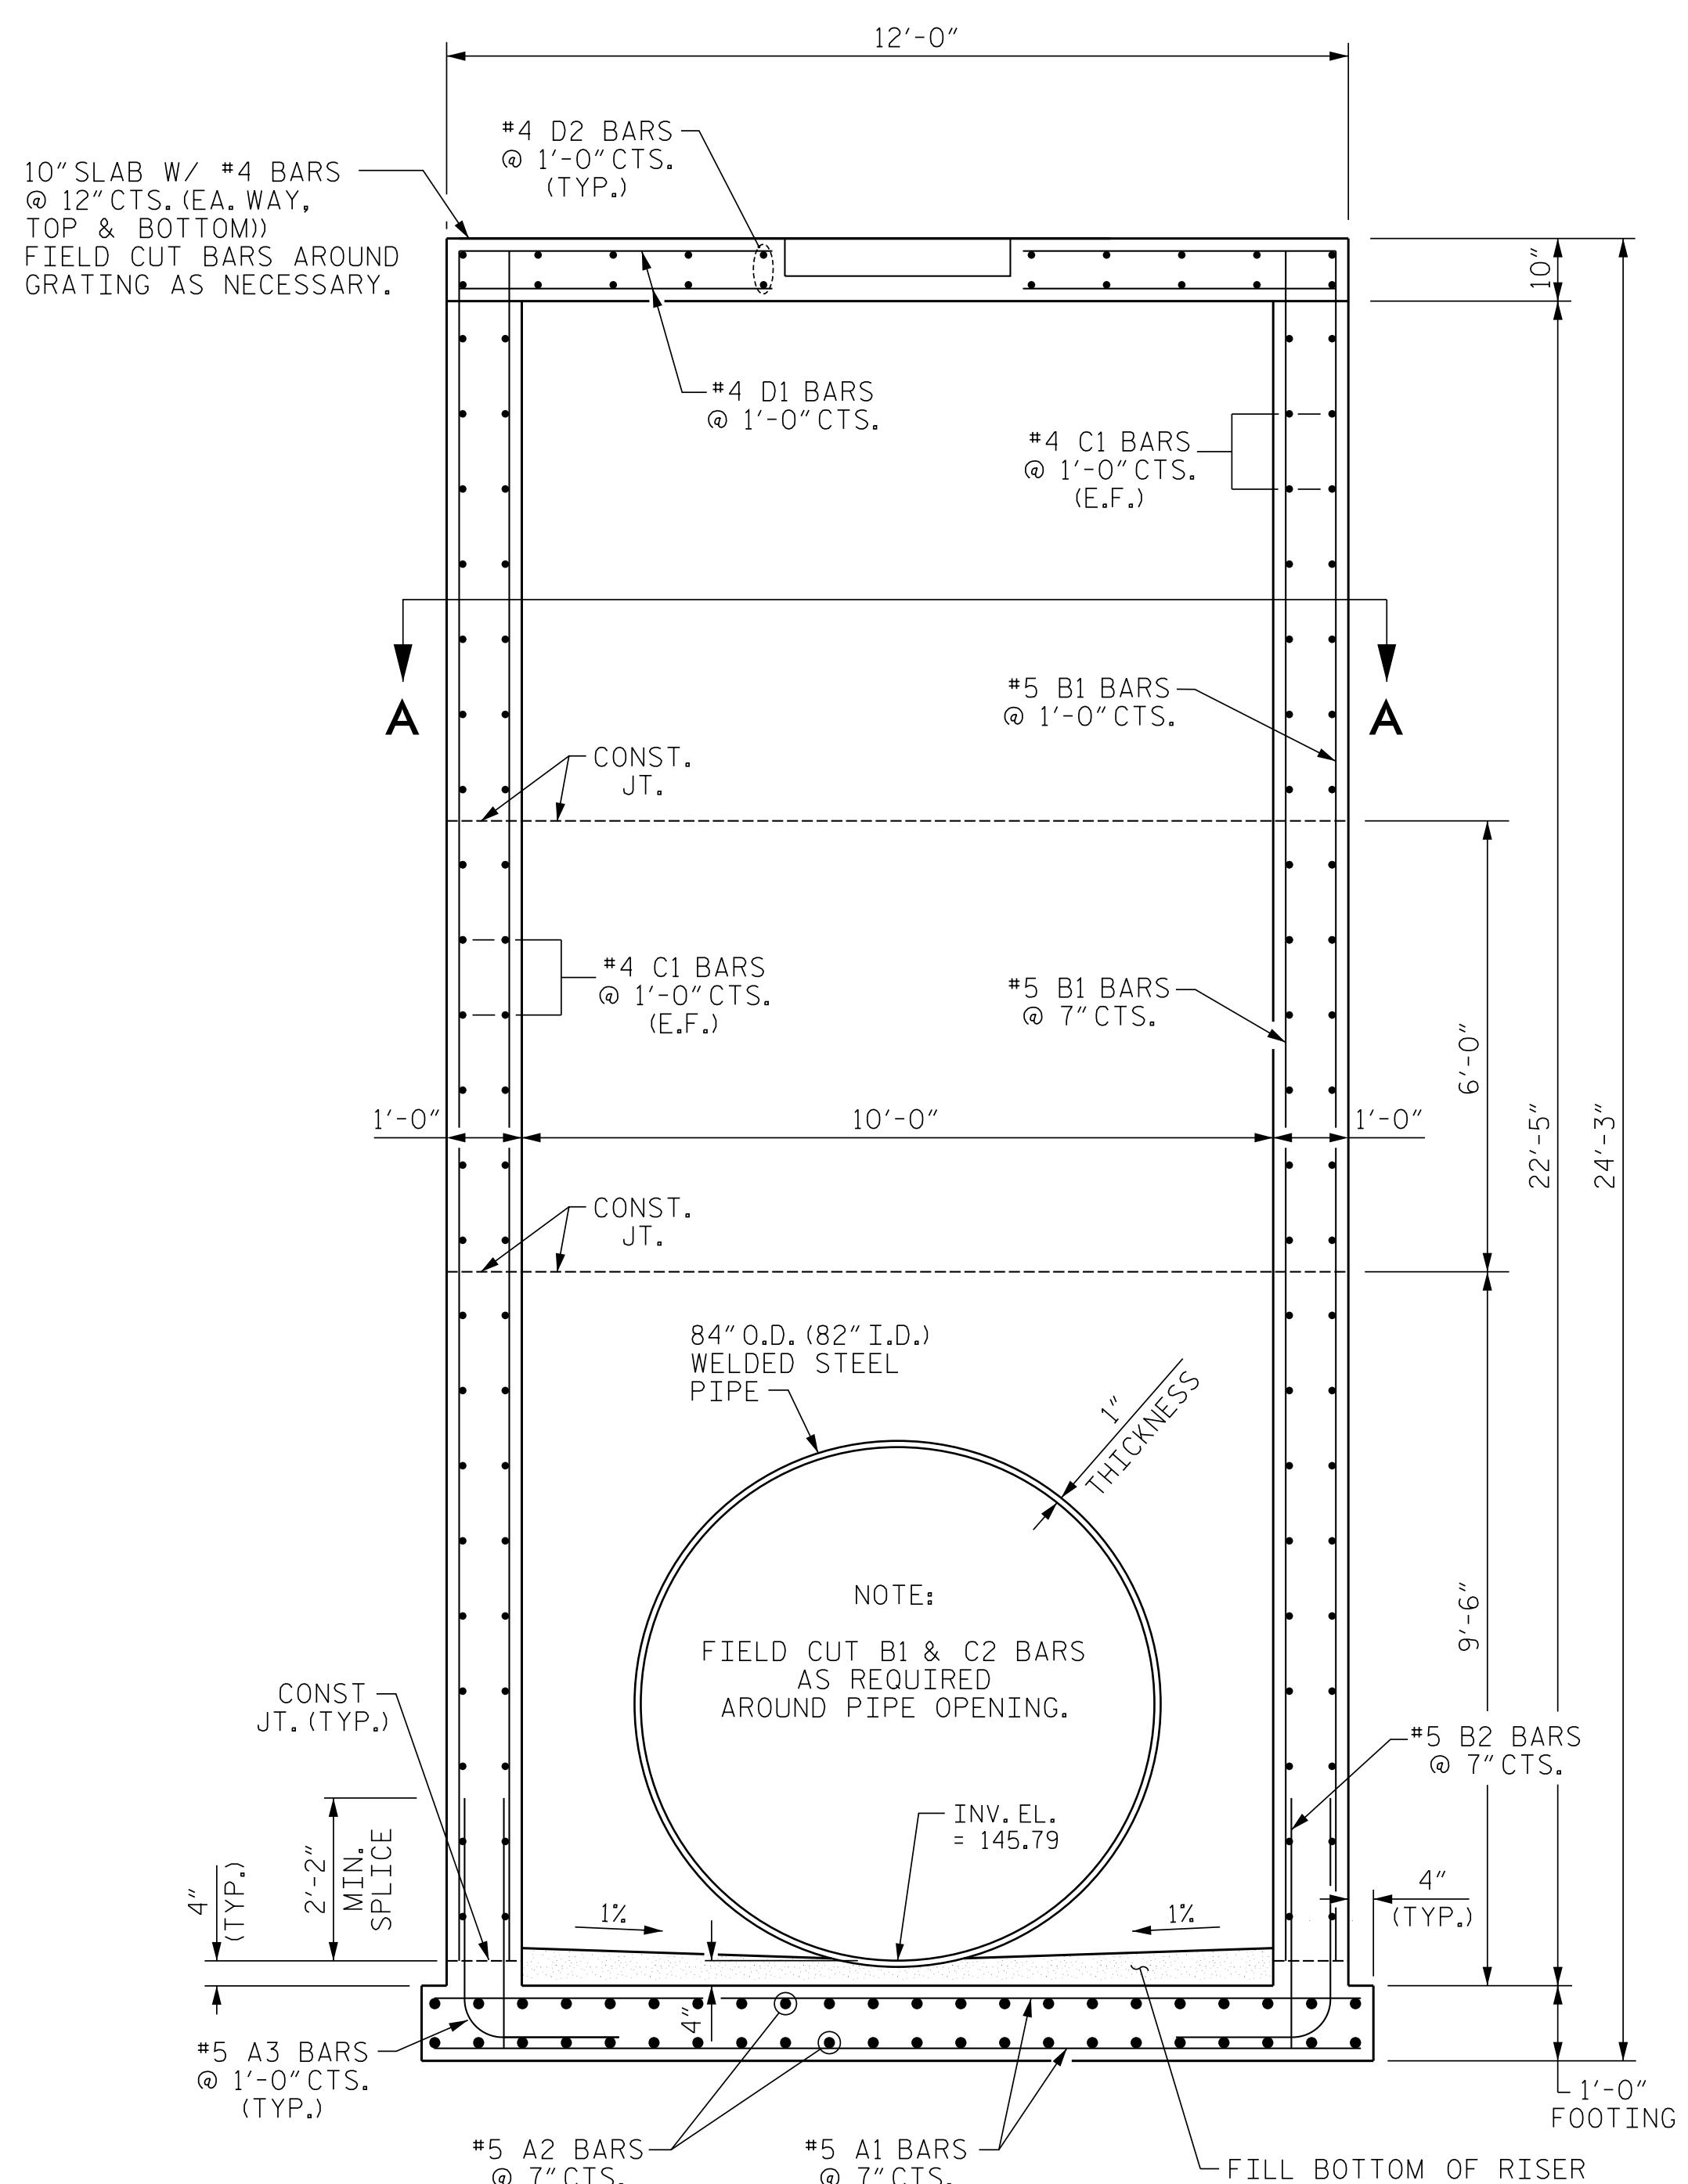 12'-0"
#4 D2 BARS
@ 1'-0" CTS.
(TYP.)
10" SLAB W/ #4 BARS
@ 12" CTS. (EA. WAY,
TOP & BOTTOM))
FIELD CUT BARS AROUND
GRATING AS NECESSARY.
10"
#4 D1 BARS
@ 1'-0" CTS.
#4 C1 BARS
@ 1'-0" CTS.
(E.F.)
A
A
#5 B1 BARS
@ 1'-0" CTS.
CONST.
JT.
#4 C1 BARS
@ 1'-0" CTS.
(E.F.)
#5 B1 BARS
@ 7" CTS.
6'-0"
22'-5"
24'-3"
1'-0"
10'-0"
1'-0"
CONST.
JT.
84" O.D. (82" I.D.)
WELDED STEEL
PIPE
1"
THICKNESS
NOTE:
FIELD CUT B1 & C2 BARS
AS REQUIRED
AROUND PIPE OPENING.
9'-6"
CONST
JT. (TYP.)
#5 B2 BARS
@ 7" CTS.
INV. EL.
= 145.79
4"
(TYP.)
2'-2"
MIN.
SPLICE
1%
1%
4"
(TYP.)
4"
#5 A3 BARS
@ 1'-0" CTS.
(TYP.)
1'-0"
FOOTING
#5 A2 BARS
@ 7" CTS.
#5 A1 BARS
@ 7" CTS.
FILL BOTTOM OF RISER